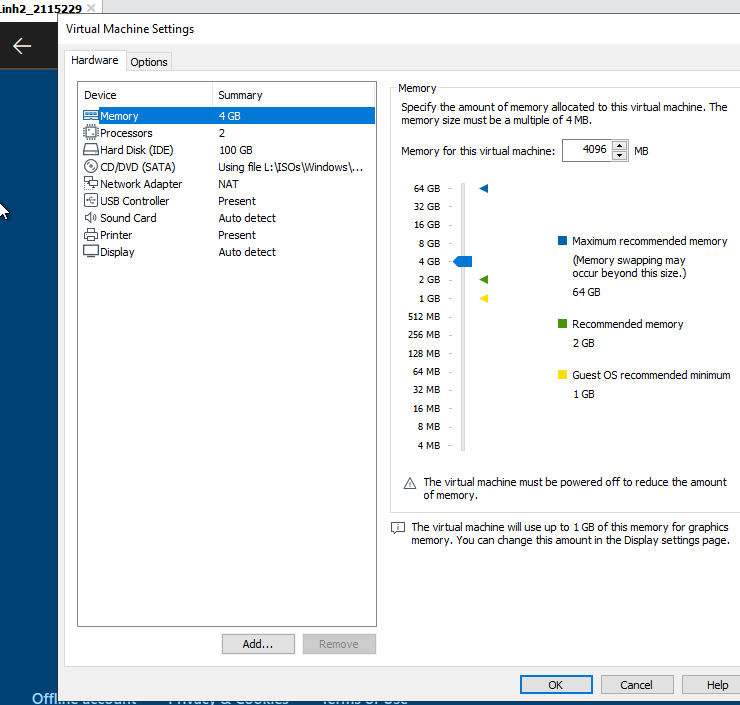 Linh2_2115229
Virtual Machine Settings
Hardware Options
Device Summary
Memory 4 GB
Processors 2
Hard Disk (IDE) 100 GB
CD/DVD (SATA) Using file L:\ISOs\Windows\...
Network Adapter NAT
USB Controller Present
Sound Card Auto detect
Printer Present
Display Auto detect
Add...
Remove
Memory
Specify the amount of memory allocated to this virtual machine. The
memory size must be a multiple of 4 MB.
Memory for this virtual machine: 4096 MB
64 GB
32 GB
16 GB
8 GB
4 GB
2 GB
1 GB
512 MB
256 MB
128 MB
64 MB
32 MB
16 MB
8 MB
4 MB
Maximum recommended memory
(Memory swapping may
occur beyond this size.)
64 GB
Recommended memory
2 GB
Guest OS recommended minimum
1 GB
The virtual machine must be powered off to reduce the amount
of memory.
The virtual machine will use up to 1 GB of this memory for graphics
memory. You can change this amount in the Display settings page.
OK Cancel Help
Offline account Privacy & Cookies Terms of Use